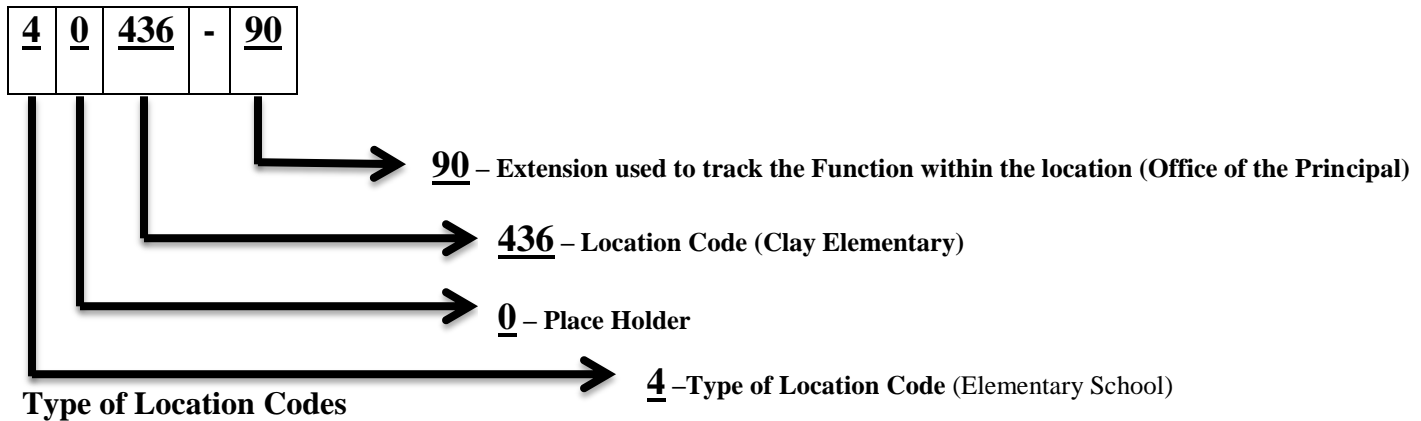 4 0 436 - 90
90 – Extension used to track the Function within the location (Office of the Principal)
436 – Location Code (Clay Elementary)
0 – Place Holder
4 –Type of Location Code (Elementary School)
Type of Location Codes